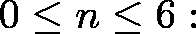 0 ≤ n ≤ 6 :